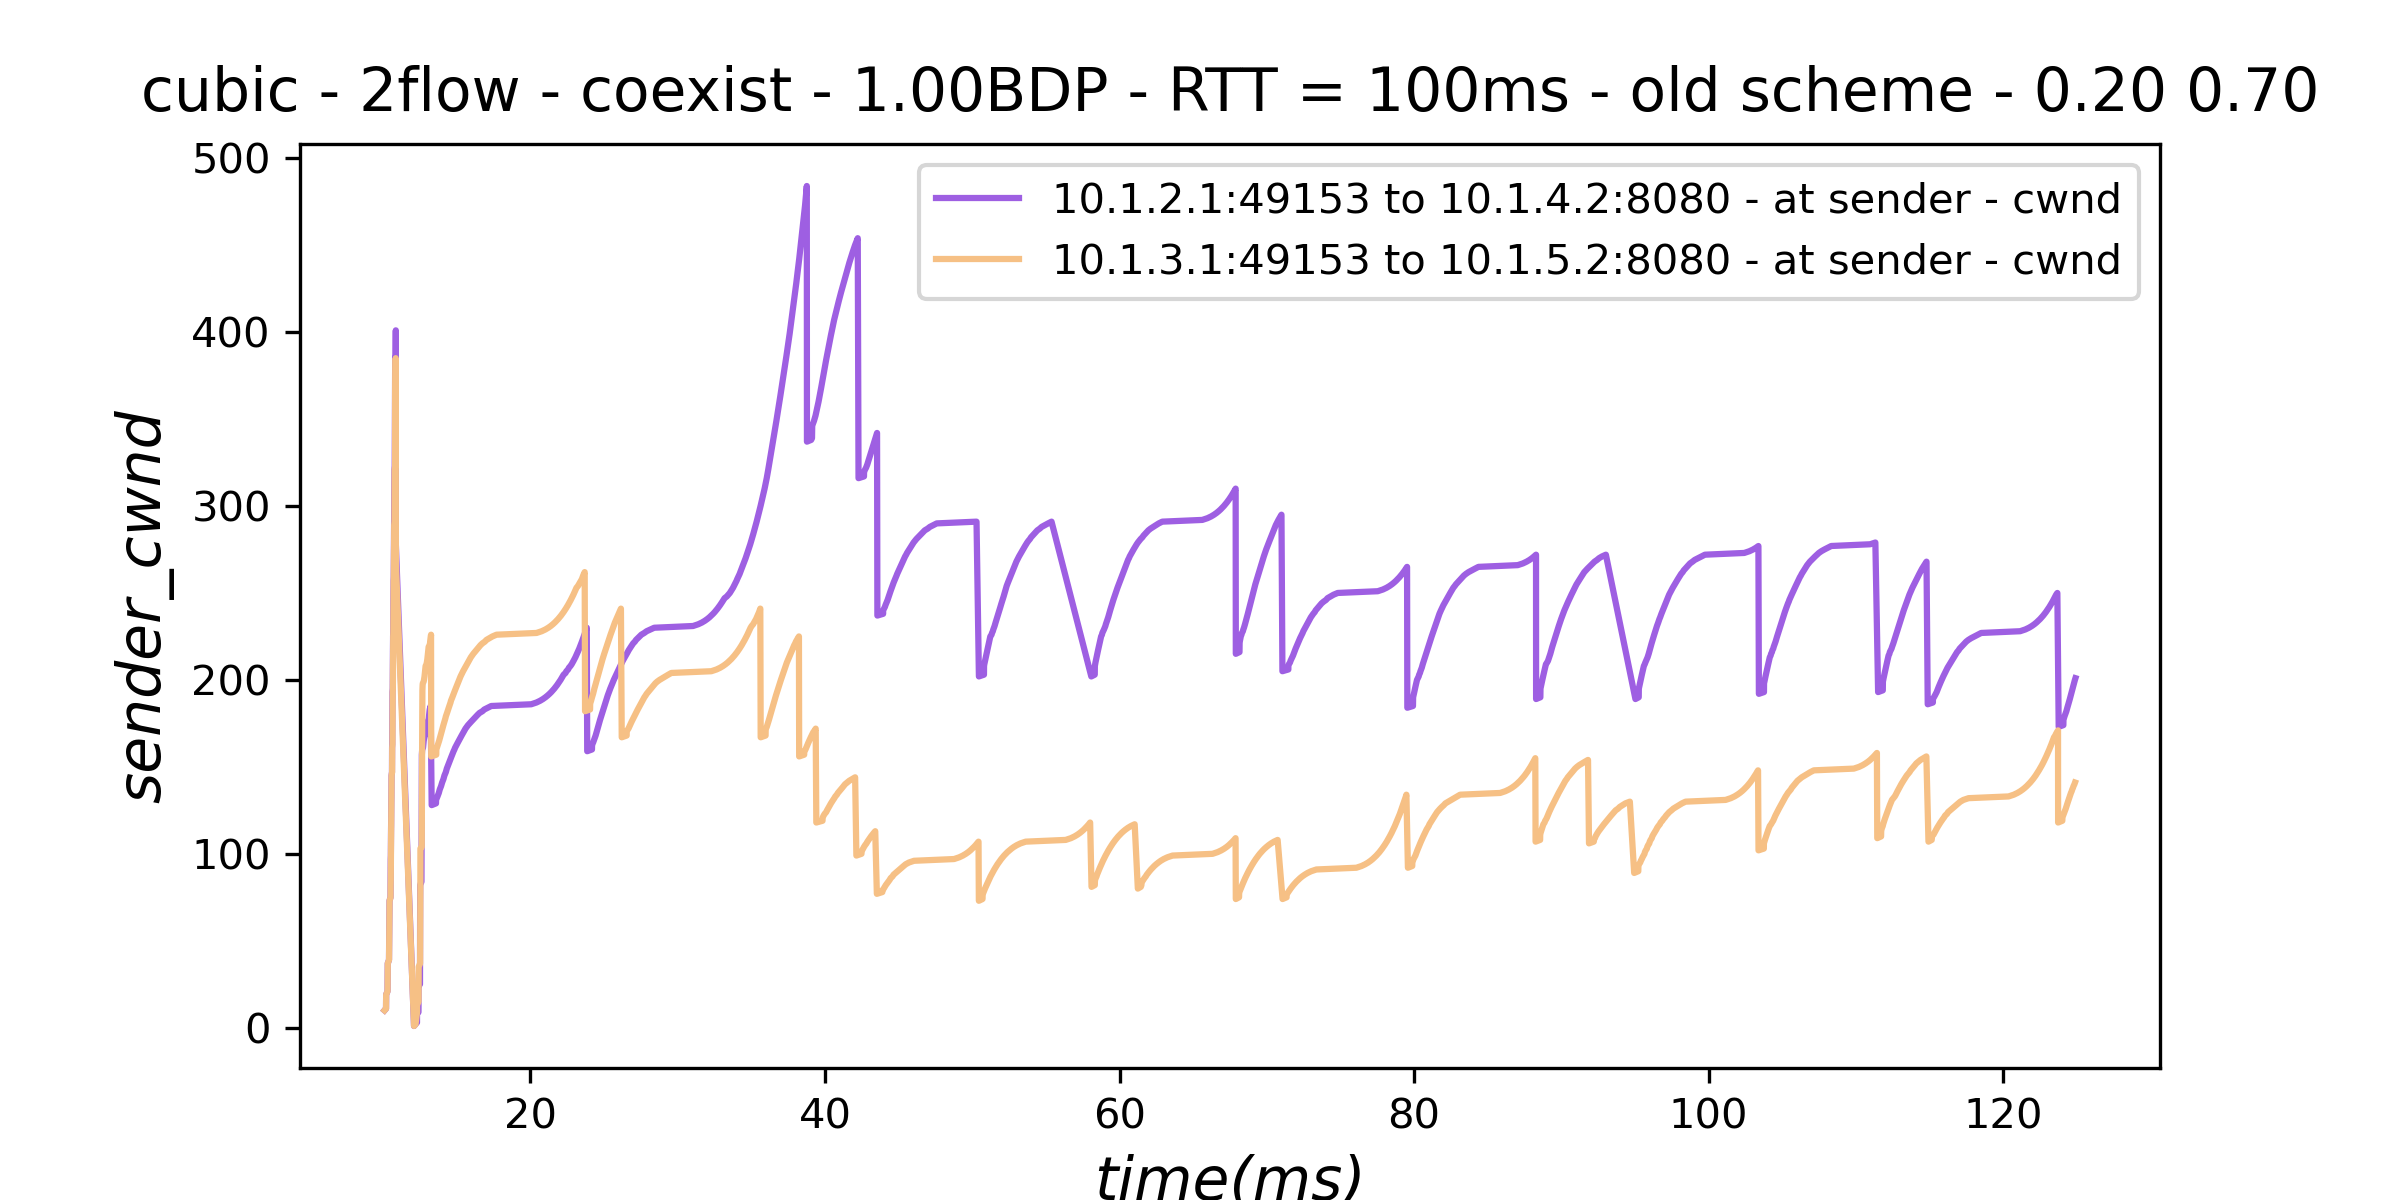 cubic - 2flow - coexist - 1.00BDP - RTT = 100ms - old scheme - 0.20 0.70
500
400
300
200
100
0
sender_cwnd
10.1.2.1:49153 to 10.1.4.2:8080 - at sender - cwnd
10.1.3.1:49153 to 10.1.5.2:8080 - at sender - cwnd
20 40 60 80 100 120
time(ms)